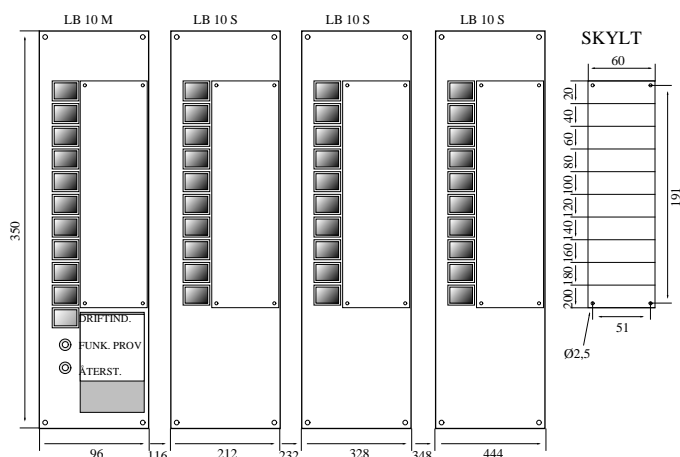 LB 10 M
LB 10 S
LB 10 S
LB 10 S
SKYLT
60
20
40
60
80
100
120
140
160
180
200
191
51
Ø2,5
350
DRIFTIND.
FUNK. PROV
ÅTERST.
96
116
212
232
328
348
444